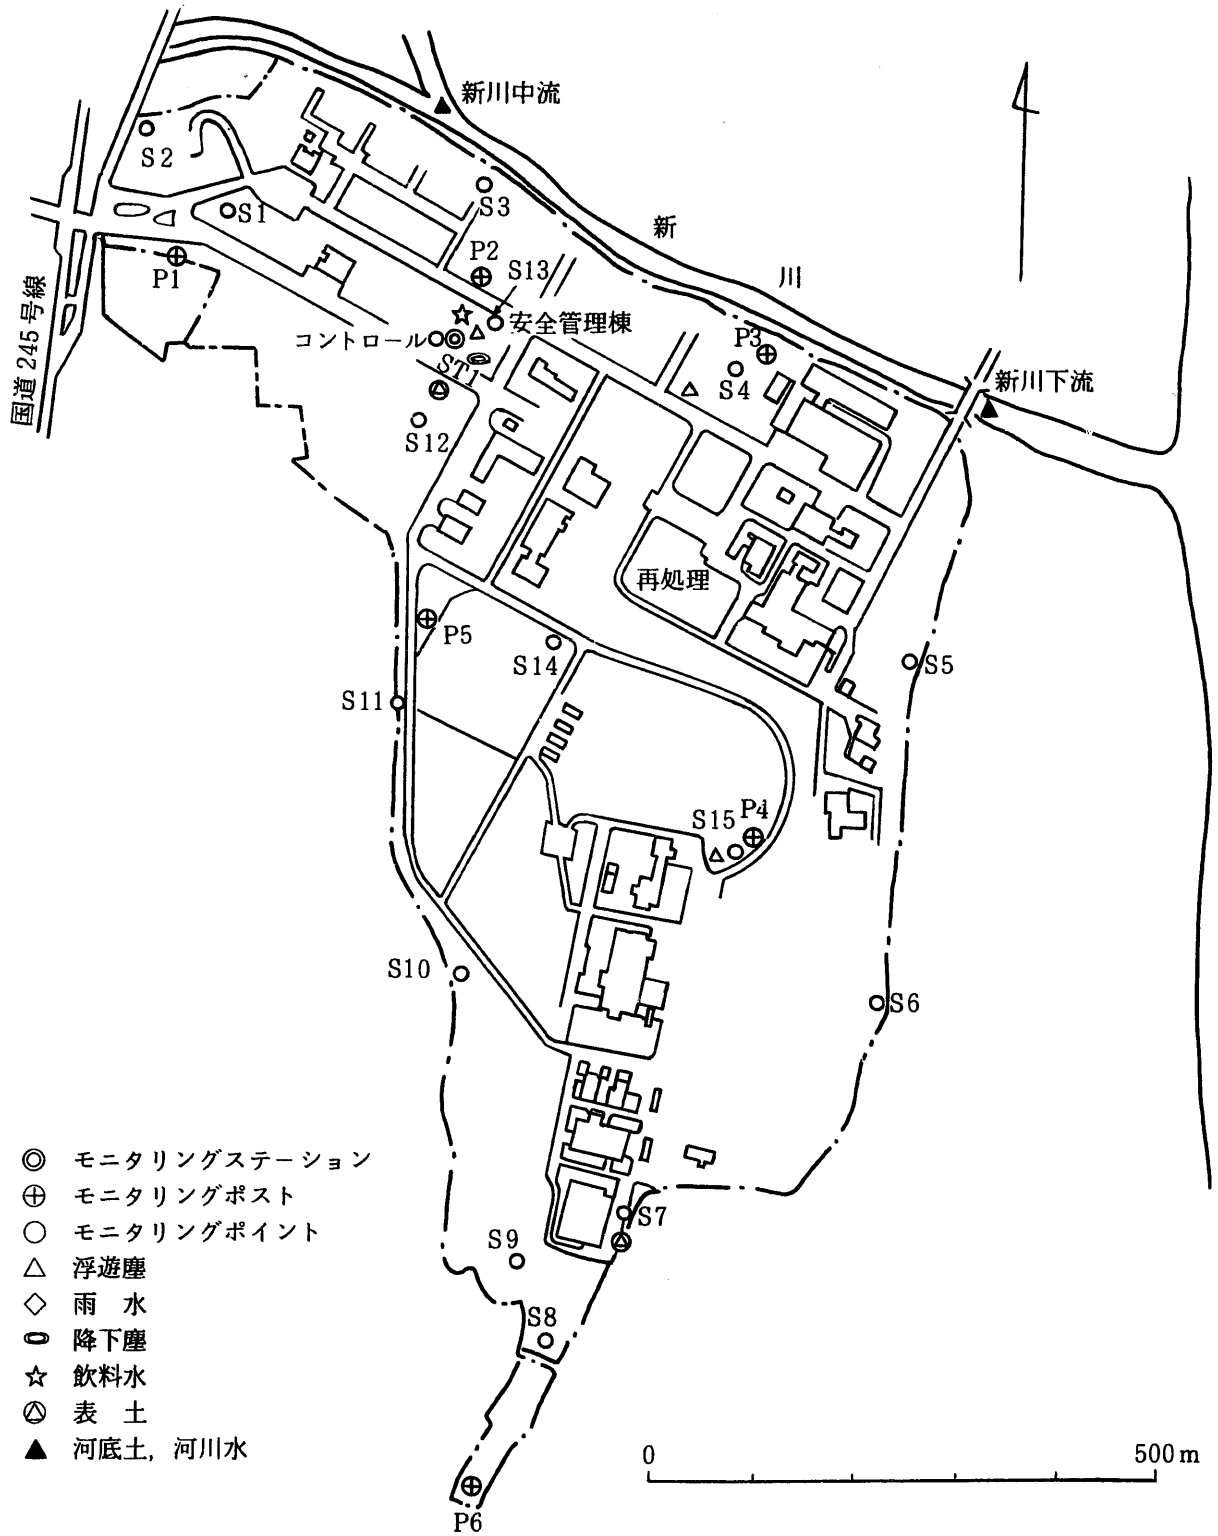 新川中流
S2
S3
S1
新
P2
S13
川
P1
安全管理棟
コントロール
P3
国道245号線
ST1
S4
新川下流
S12
再処理
P5
S14
S5
S11
S15
P4
S10
S6
モニタリングステーション
モニタリングポスト
S7
モニタリングポイント
S9
浮遊塵
雨 水
S8
降下塵
飲料水
表 土
河底土, 河川水
0
500m
P6